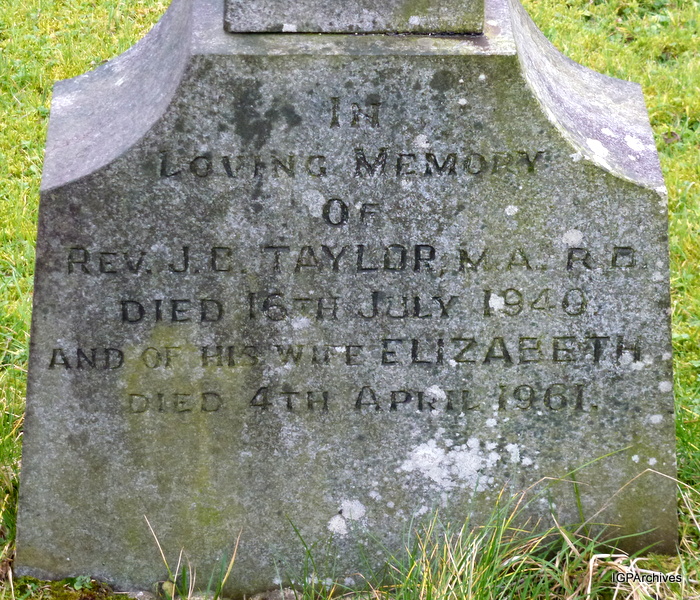 IN
LOVING MEMORY
OF
REV. J. C. TAYLOR, M.A. R.D.
DIED 16TH JULY 1940.
AND OF HIS WIFE ELIZABETH
DIED 4TH APRIL 1961.
IGPArchives